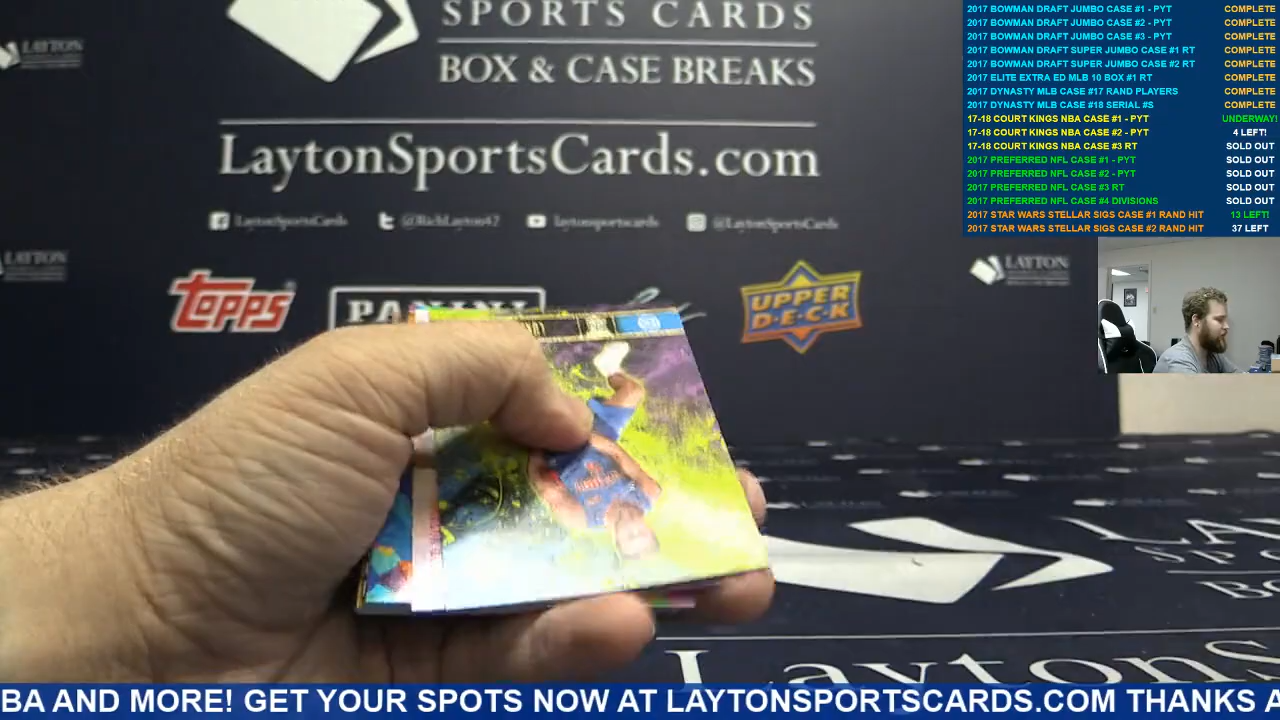 SPORTS CARDS
BOX & CASE BREAKS
LaytonSportsCards.com
LaytonSportsCards
@RichLayton47
laytonsportscards
@LaytonSportsCards
LAYTON
LAYTON
LAYTON
TOPPS
PANINI
UPPER
DECK
2017 BOWMAN DRAFT JUMBO CASE #1 - PYT COMPLETE
2017 BOWMAN DRAFT JUMBO CASE #2 - PYT COMPLETE
2017 BOWMAN DRAFT JUMBO CASE #3 - PYT COMPLETE
2017 BOWMAN DRAFT SUPER JUMBO CASE #1 RT COMPLETE
2017 BOWMAN DRAFT SUPER JUMBO CASE #2 RT COMPLETE
2017 ELITE EXTRA ED MLB 10 BOX #1 RT COMPLETE
2017 DYNASTY MLB CASE #17 RAND PLAYERS COMPLETE
2017 DYNASTY MLB CASE #18 SERIAL #S COMPLETE
17-18 COURT KINGS NBA CASE #1 - PYT UNDERWAY!
17-18 COURT KINGS NBA CASE #2 - PYT 4 LEFT!
17-18 COURT KINGS NBA CASE #3 RT SOLD OUT
2017 PREFERRED NFL CASE #1 - PYT SOLD OUT
2017 PREFERRED NFL CASE #2 - PYT SOLD OUT
2017 PREFERRED NFL CASE #3 RT SOLD OUT
2017 PREFERRED NFL CASE #4 DIVISIONS SOLD OUT
2017 STAR WARS STELLAR SIGS CASE #1 RAND HIT 13 LEFT!
2017 STAR WARS STELLAR SIGS CASE #2 RAND HIT 37 LEFT
LAY
SPO
BO
LaytonS
BA AND MORE! GET YOUR SPOTS NOW AT LAYTONSPORTSCARDS.COM THANKS A